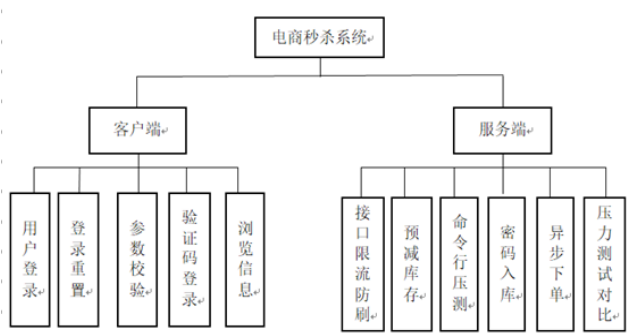 电商秒杀系统
客户端
服务端
用户登录
登录重置
参数校验
验证码登录
浏览信息
接口限流防刷
预减库存
命令行压测
密码入库
异步下单
压力测试对比